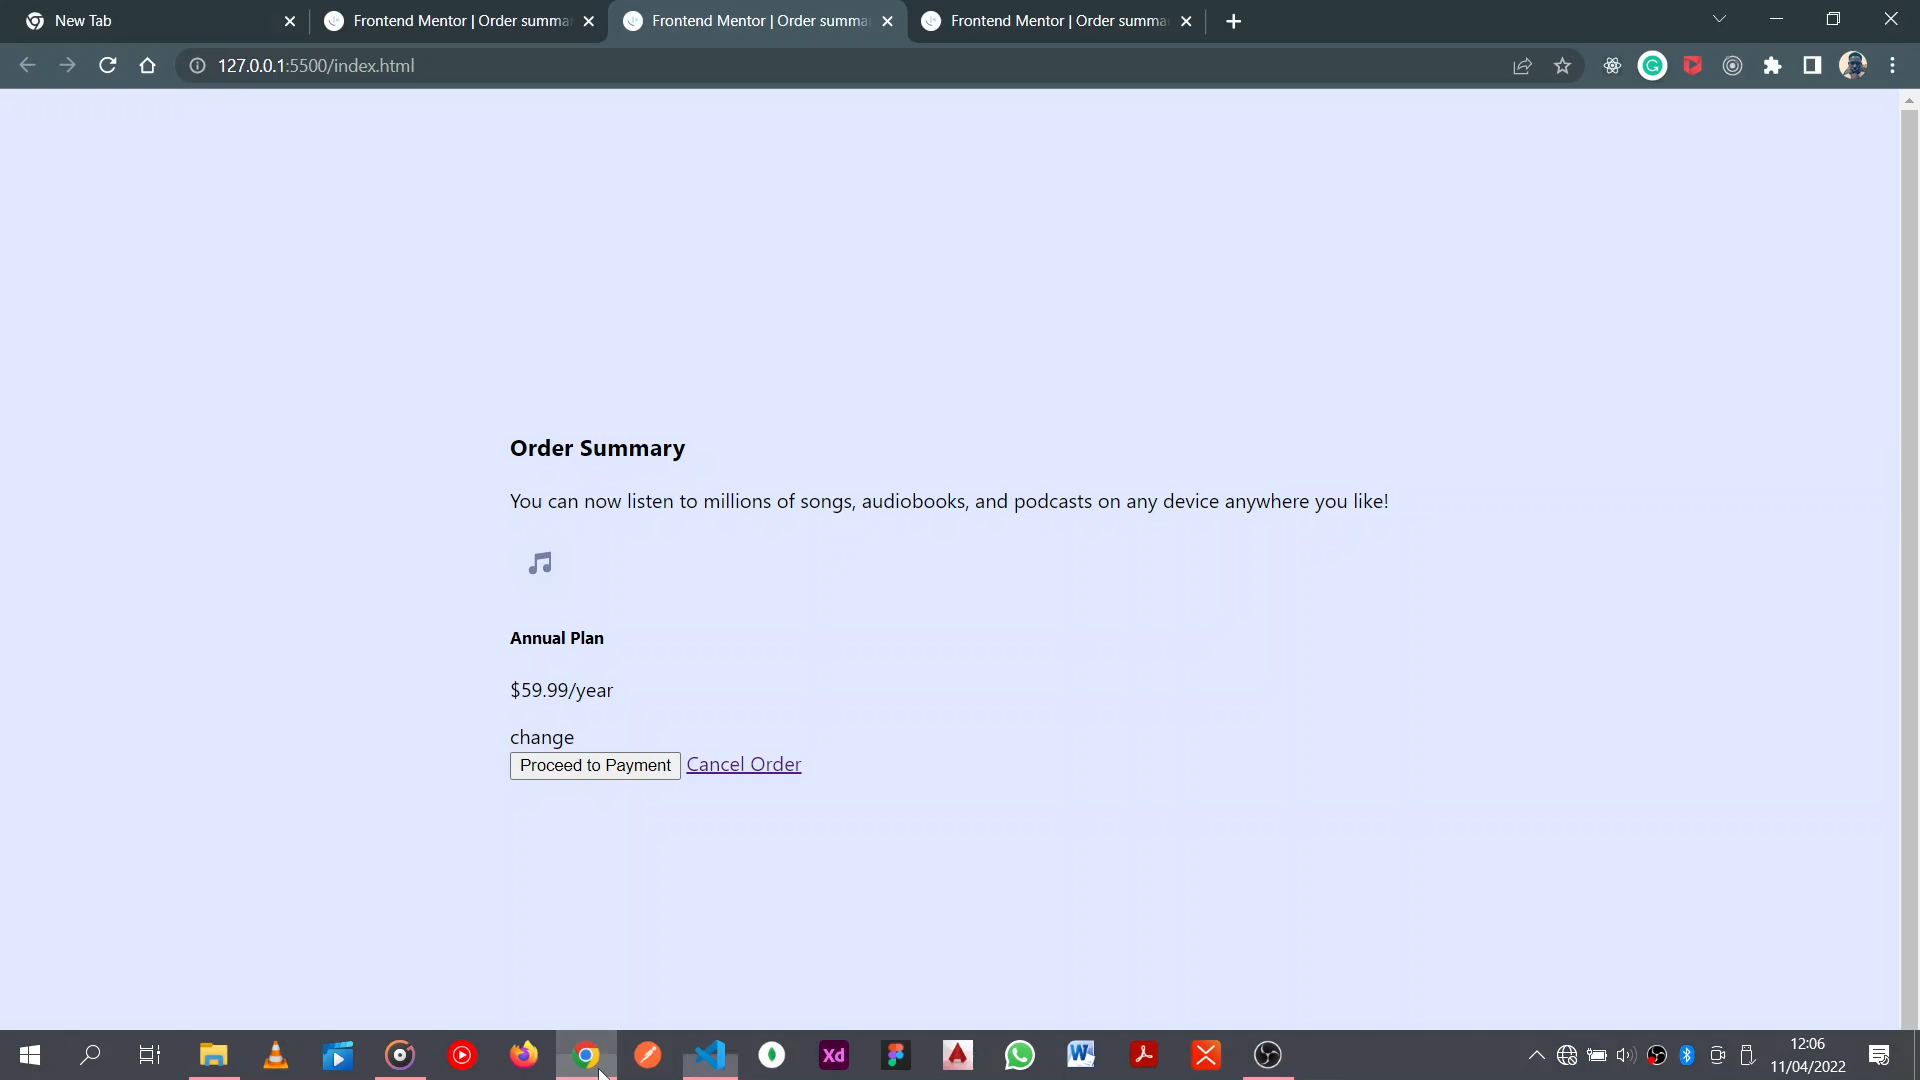 New Tab
Frontend Mentor | Order summa
Frontend Mentor | Order summa
Frontend Mentor | Order summa
127.0.0.1:5500/index.html
Order Summary
You can now listen to millions of songs, audiobooks, and podcasts on any device anywhere you like!
Annual Plan
$59.99/year
change
Proceed to Payment Cancel Order
Xd
12:06
11/04/2022